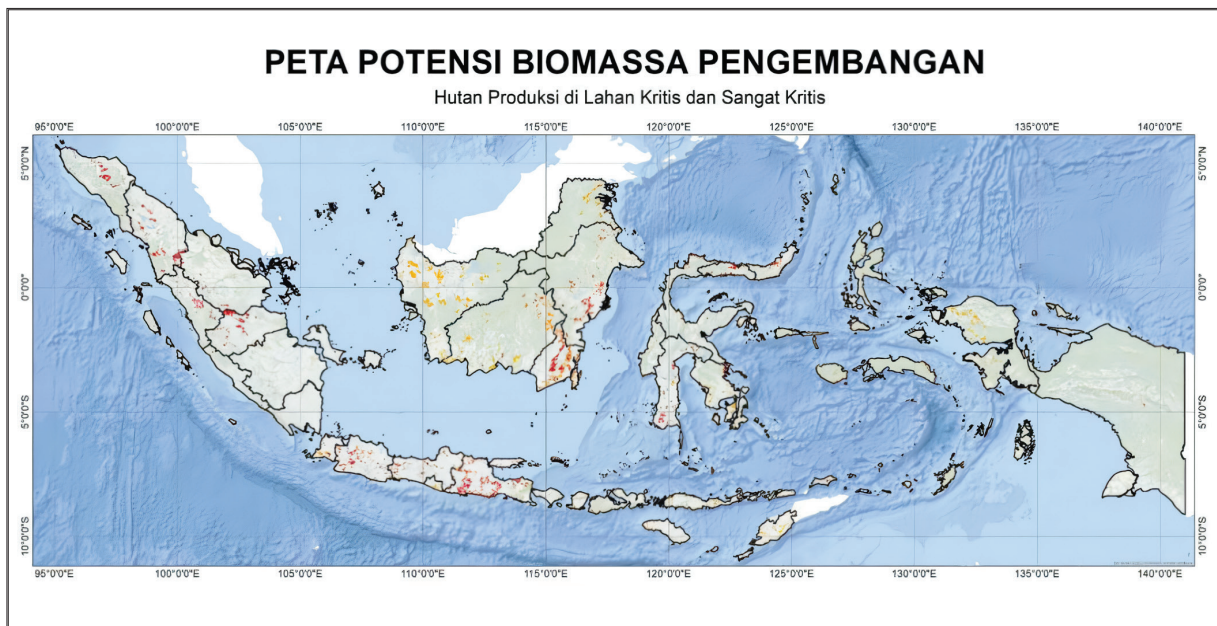 PETA POTENSI BIOMASSA PENGEMBANGAN
Hutan Produksi di Lahan Kritis dan Sangat Kritis
95°0'0"E 100°0'0"E 105°0'0"E 110°0'0"E 115°0'0"E 120°0'0"E 125°0'0"E 130°0'0"E 135°0'0"E 140°0'0"E
5°0'0"N 5°0'0"N
0°0'0" 0°0'0"
5°0'0"S 5°0'0"S
10°0'0"S 10°0'0"S
95°0'0"E 100°0'0"E 105°0'0"E 110°0'0"E 115°0'0"E 120°0'0"E 125°0'0"E 130°0'0"E 135°0'0"E 140°0'0"E